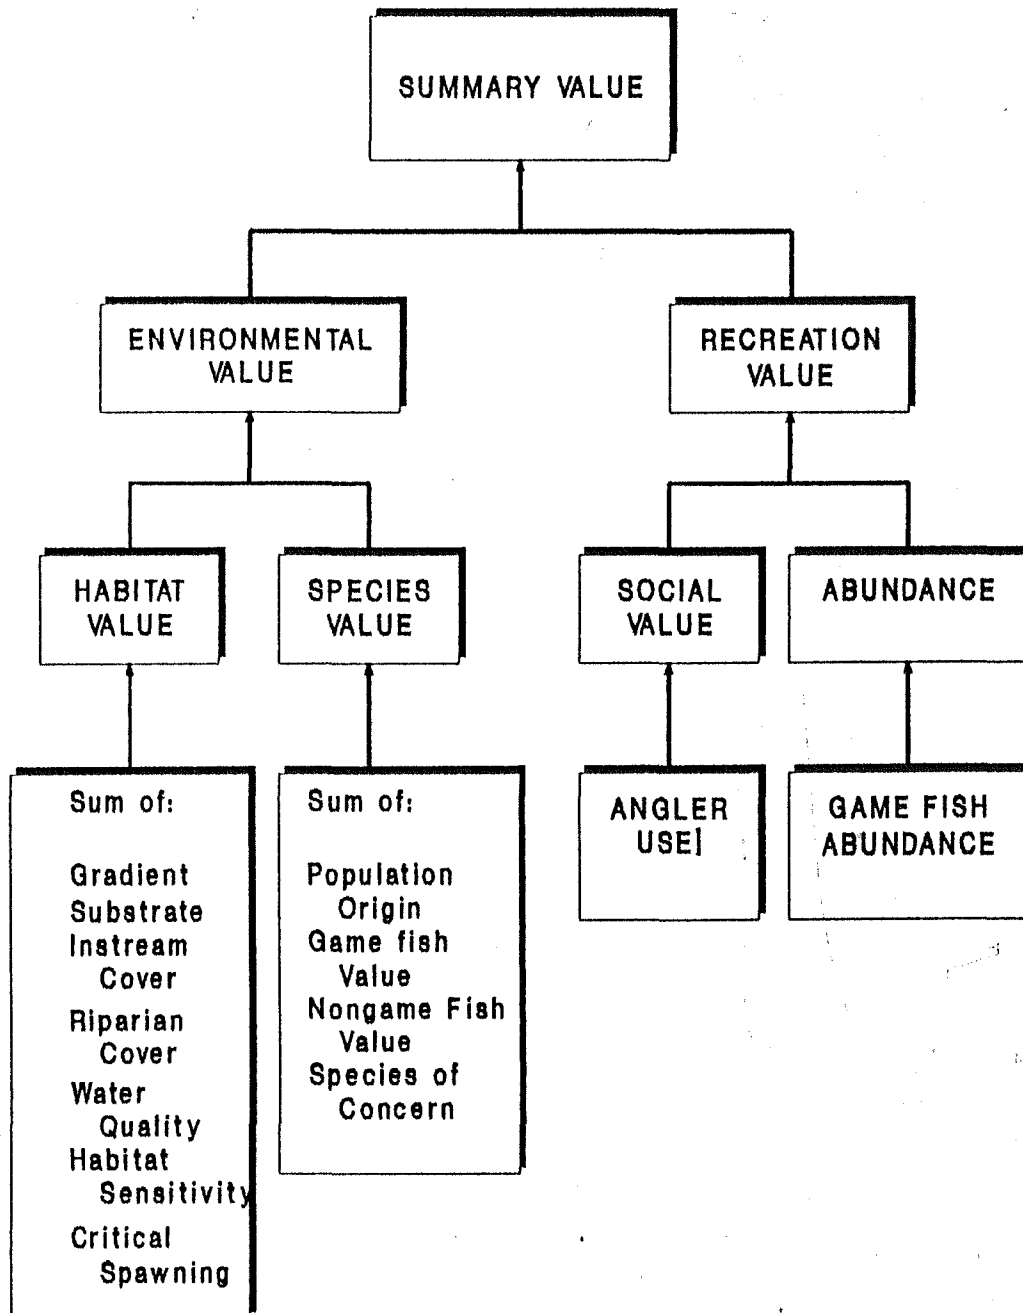 SUMMARY VALUE
ENVIRONMENTAL
VALUE
RECREATION
VALUE
HABITAT
VALUE
SPECIES
VALUE
SOCIAL
VALUE
ABUNDANCE
Sum of:
Gradient
Substrate
Instream
Cover
Riparian
Cover
Water
Quality
Habitat
Sensitivity
Critical
Spawning
Sum of:
Population
Origin
Game fish
Value
Nongame Fish
Value
Species of
Concern
ANGLER
USE]
GAME FISH
ABUNDANCE